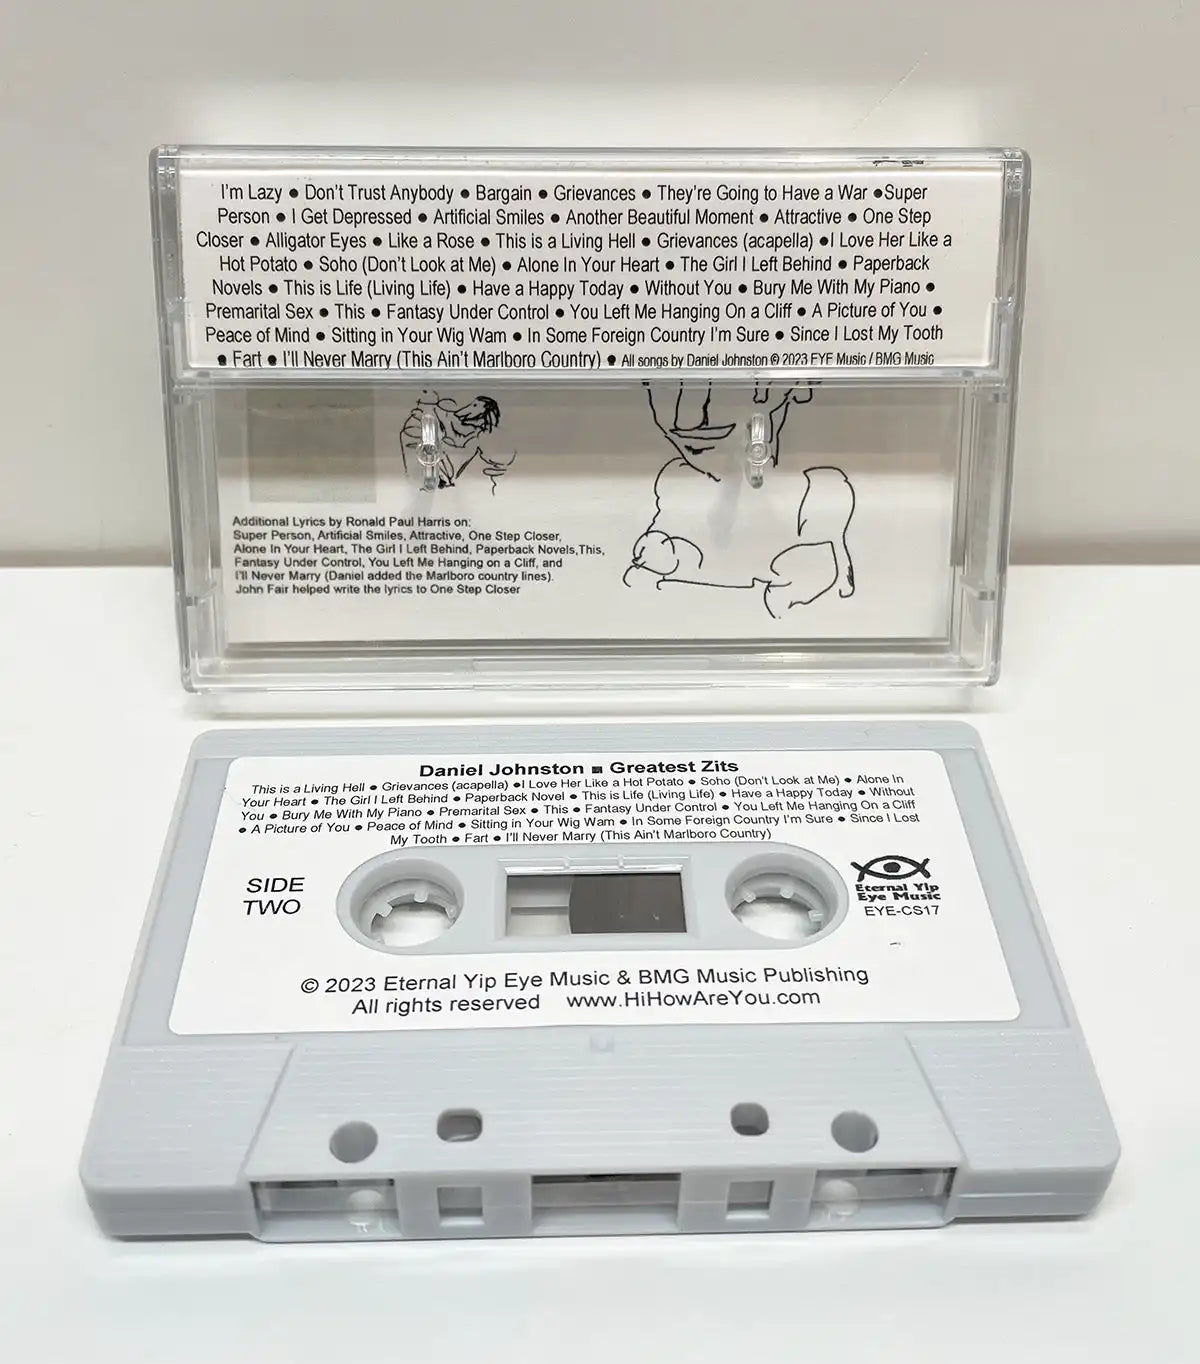 I'm Lazy ● Don't Trust Anybody ● Bargain ● Grievances ● They're Going to Have a War ●Super
Person ● I Get Depressed ● Artificial Smiles ● Another Beautiful Moment ● Attractive ● One Step
Closer ● Alligator Eyes ● Like a Rose ● This is a Living Hell ● Grievances (acapella) ●I Love Her Like a
Hot Potato ● Soho (Don't Look at Me) ● Alone In Your Heart ● The Girl I Left Behind ● Paperback
Novels ● This is Life (Living Life) ● Have a Happy Today ● Without You ● Bury Me With My Piano ●
Premarital Sex ● This ● Fantasy Under Control ● You Left Me Hanging On a Cliff ● A Picture of You ●
Peace of Mind ● Sitting in Your Wig Wam ● In Some Foreign Country I'm Sure ● Since I Lost My Tooth
● Fart ● I'll Never Marry (This Ain't Marlboro Country) ● All songs by Daniel Johnston © 2023 EYE Music / BMG Music
Additional Lyrics by Ronald Paul Harris on:
Super Person, Artificial Smiles, Attractive, One Step Closer,
Alone In Your Heart, The Girl I Left Behind, Paperback Novels,This,
Fantasy Under Control, You Left Me Hanging on a Cliff, and
I'll Never Marry (Daniel added the Marlboro country lines).
John Fair helped write the lyrics to One Step Closer
Daniel Johnston ■ Greatest Zits
This is a Living Hell ● Grievances (acapella) ●I Love Her Like a Hot Potato ● Soho (Don't Look at Me) ● Alone In
Your Heart ● The Girl I Left Behind ● Paperback Novel ● This is Life (Living Life) ● Have a Happy Today ● Without
You ● Bury Me With My Piano ● Premarital Sex ● This ● Fantasy Under Control ● You Left Me Hanging On a Cliff
● A Picture of You ● Peace of Mind ● Sitting in Your Wig Wam ● In Some Foreign Country I'm Sure ● Since I Lost
My Tooth ● Fart ● I'll Never Marry (This Ain't Marlboro Country)
SIDE
TWO
Eternal Yip
Eye Music
EYE-CS17
© 2023 Eternal Yip Eye Music & BMG Music Publishing
All rights reserved www.HiHowAreYou.com